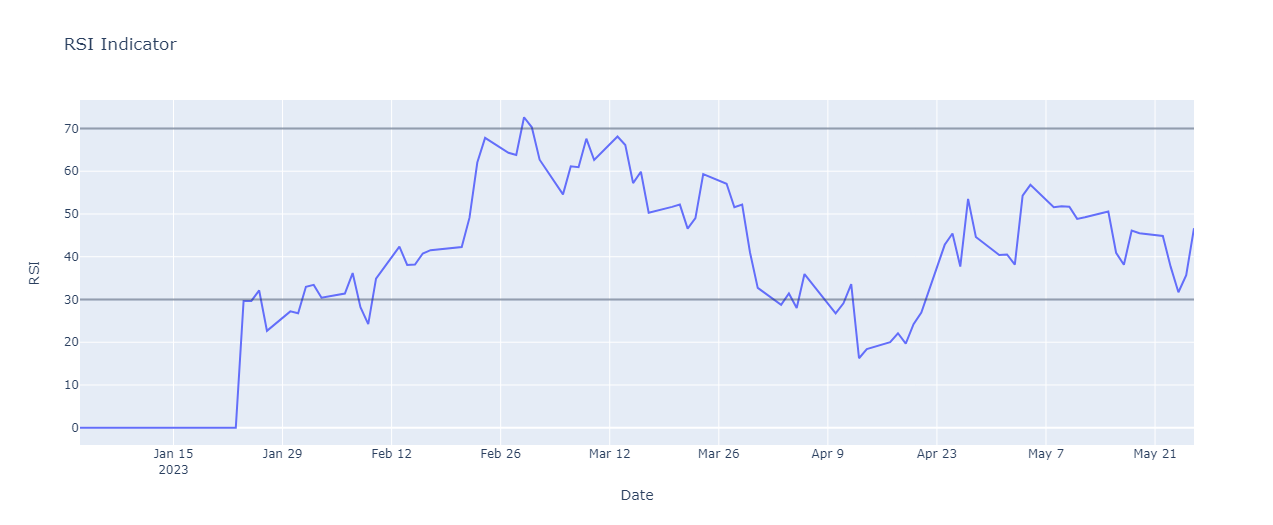 RSI Indicator
70
60
50
40
30
20
10
0
RSI
Jan 15
2023
Jan 29
Feb 12
Feb 26
Mar 12
Mar 26
Apr 9
Apr 23
May 7
May 21
Date